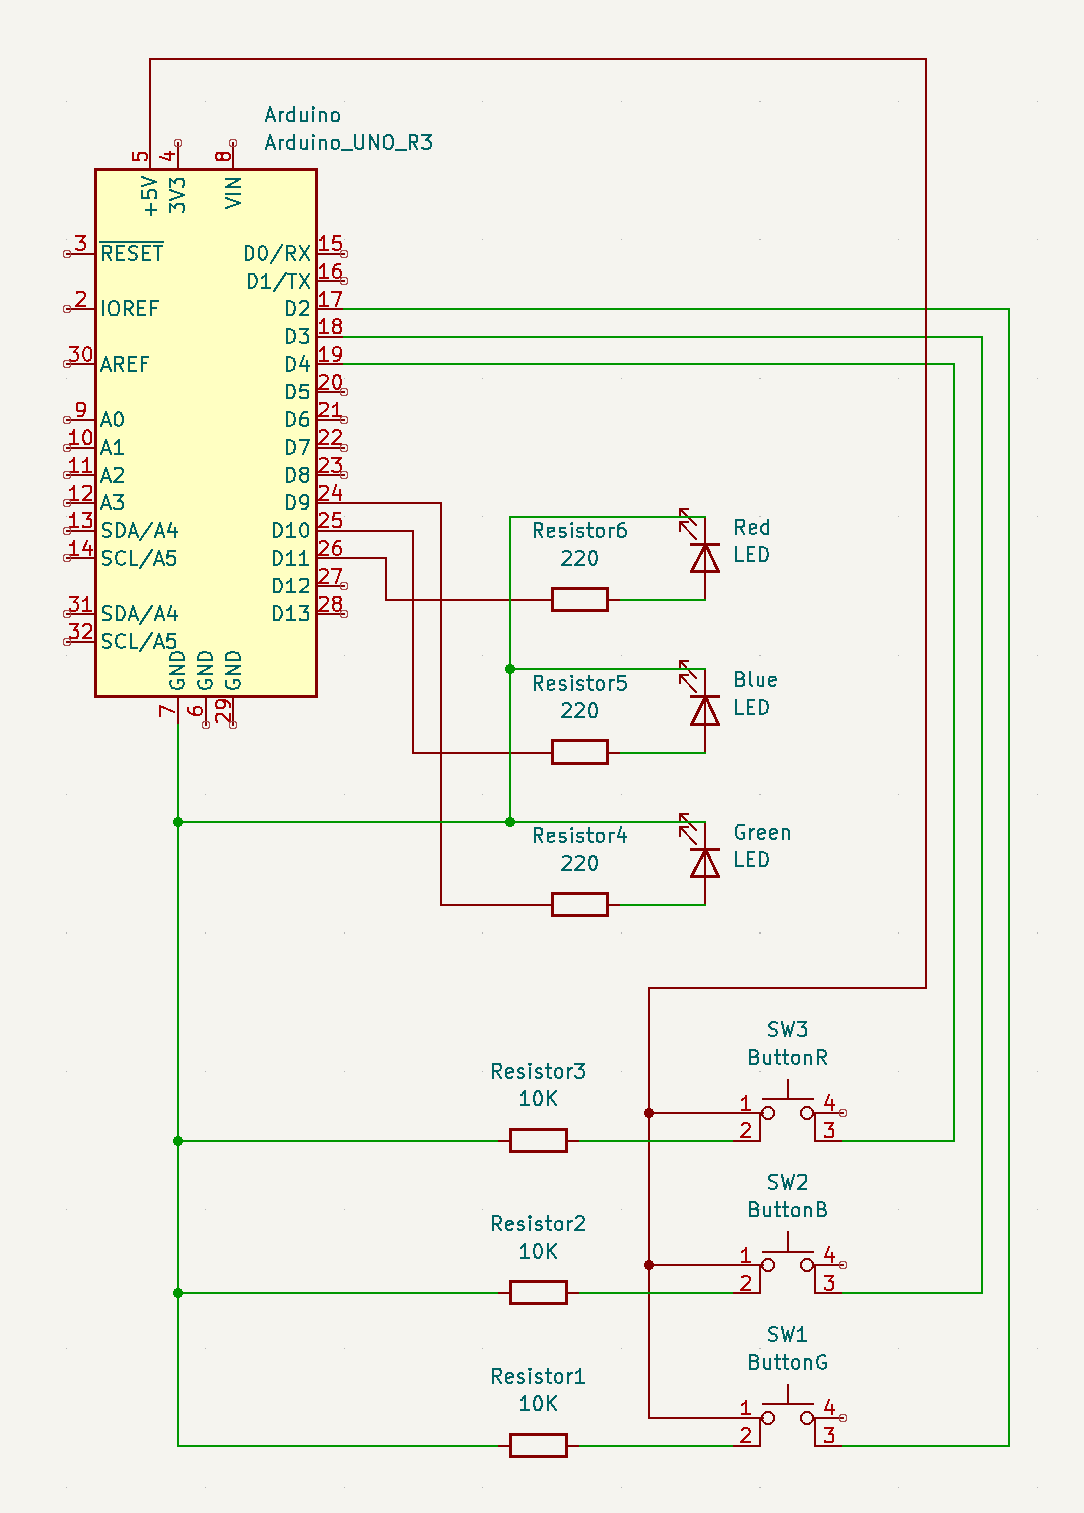 Arduino
Arduino_UNO_R3
5
4
8
+5V
3V3
VIN
3
RESET
D0/RX
15
D1/TX
16
2
IOREF
D2
17
D3
18
30
AREF
D4
19
D5
20
9
A0
D6
21
10
A1
D7
22
11
A2
D8
23
12
A3
D9
24
13
SDA/A4
D10
25
14
SCL/A5
D11
26
D12
27
31
SDA/A4
D13
28
32
SCL/A5
GND
GND
GND
7
6
29
Resistor6
220
Red
LED
Resistor5
220
Blue
LED
Resistor4
220
Green
LED
SW3
ButtonR
Resistor3
10K
1
4
2
3
SW2
ButtonB
Resistor2
10K
1
4
2
3
SW1
ButtonG
Resistor1
10K
1
4
2
3